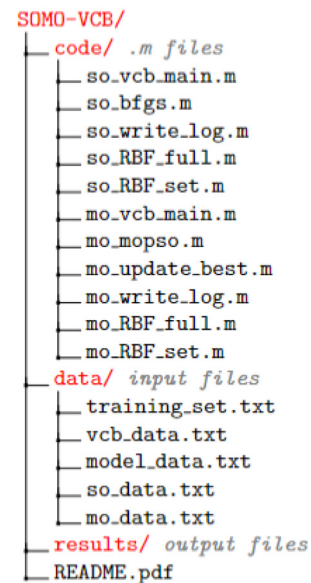 SOMO-VCB/
code/ .m files
so_vcb_main.m
so_bfgs.m
so_write_log.m
so_RBF_full.m
so_RBF_set.m
mo_vcb_main.m
mo_mopso.m
mo_update_best.m
mo_write_log.m
mo_RBF_full.m
mo_RBF_set.m
data/ input files
training_set.txt
vcb_data.txt
model_data.txt
so_data.txt
mo_data.txt
results/ output files
README.pdf